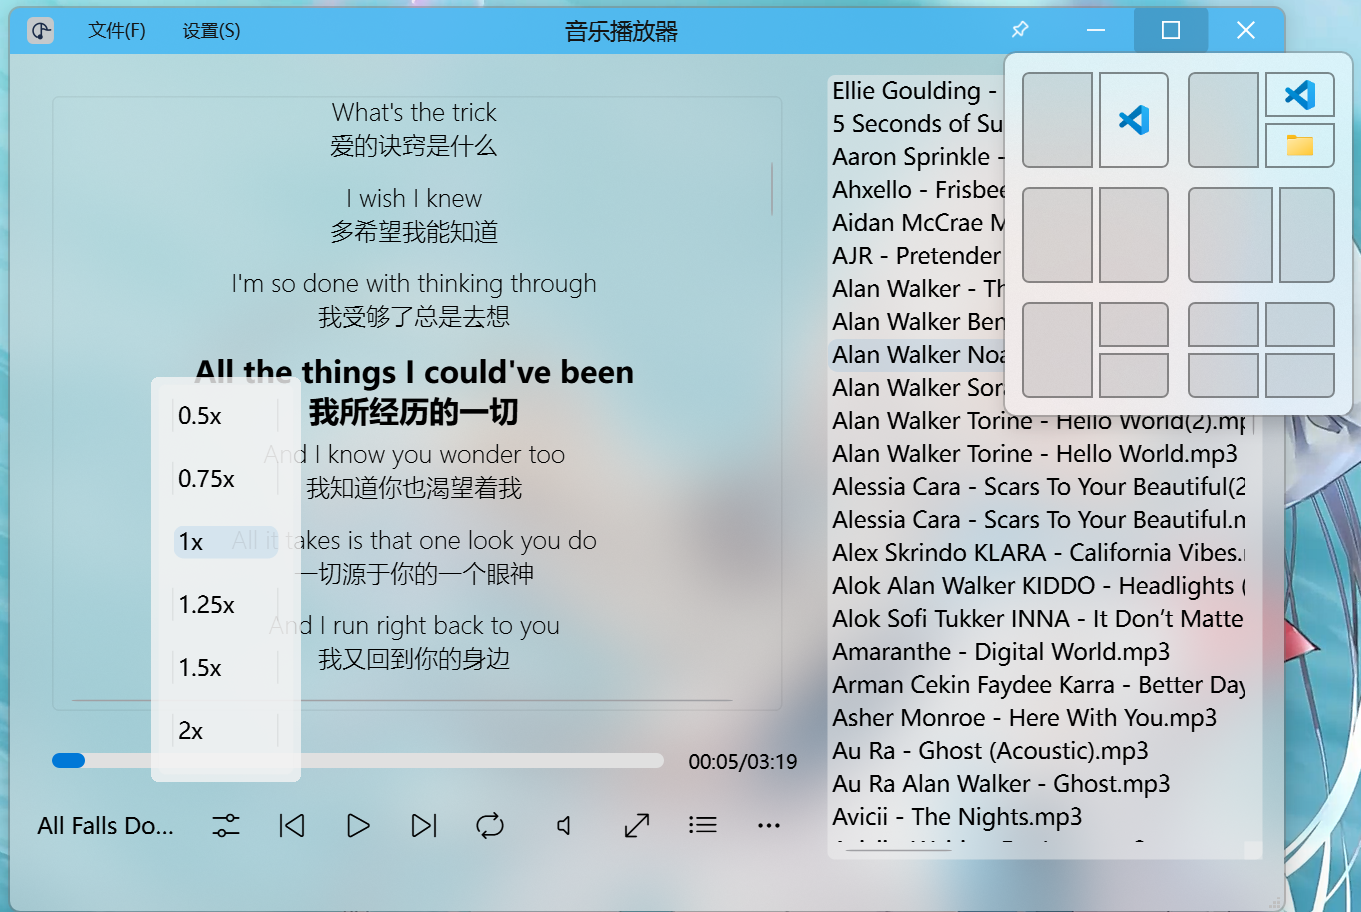 文件(F)
设置(S)
音乐播放器
What's the trick
爱的诀窍是什么
I wish I knew
多希望我能知道
I'm so done with thinking through
我受够了总是去想
All the things I could've been
我所经历的一切
And I know you wonder too
我知道你也渴望着我
All it takes is that one look you do
一切源于你的一个眼神
And I run right back to you
我又回到你的身边
0.5x
0.75x
1x
1.25x
1.5x
2x
00:05/03:19
All Falls Do...
Ellie Goulding -
5 Seconds of Su
Aaron Sprinkle -
Ahxello - Frisbee
Aidan McCrae M
AJR - Pretender
Alan Walker - Th
Alan Walker Ben
Alan Walker Noa
Alan Walker Sora
Alan Walker Torine - Hello World(2).mp
Alan Walker Torine - Hello World.mp3
Alessia Cara - Scars To Your Beautiful(2
Alessia Cara - Scars To Your Beautiful.m
Alex Skrindo KLARA - California Vibes.
Alok Alan Walker KIDDO - Headlights (
Alok Sofi Tukker INNA - It Don’t Matte
Amaranthe - Digital World.mp3
Arman Cekin Faydee Karra - Better Day
Asher Monroe - Here With You.mp3
Au Ra - Ghost (Acoustic).mp3
Au Ra Alan Walker - Ghost.mp3
Avicii - The Nights.mp3